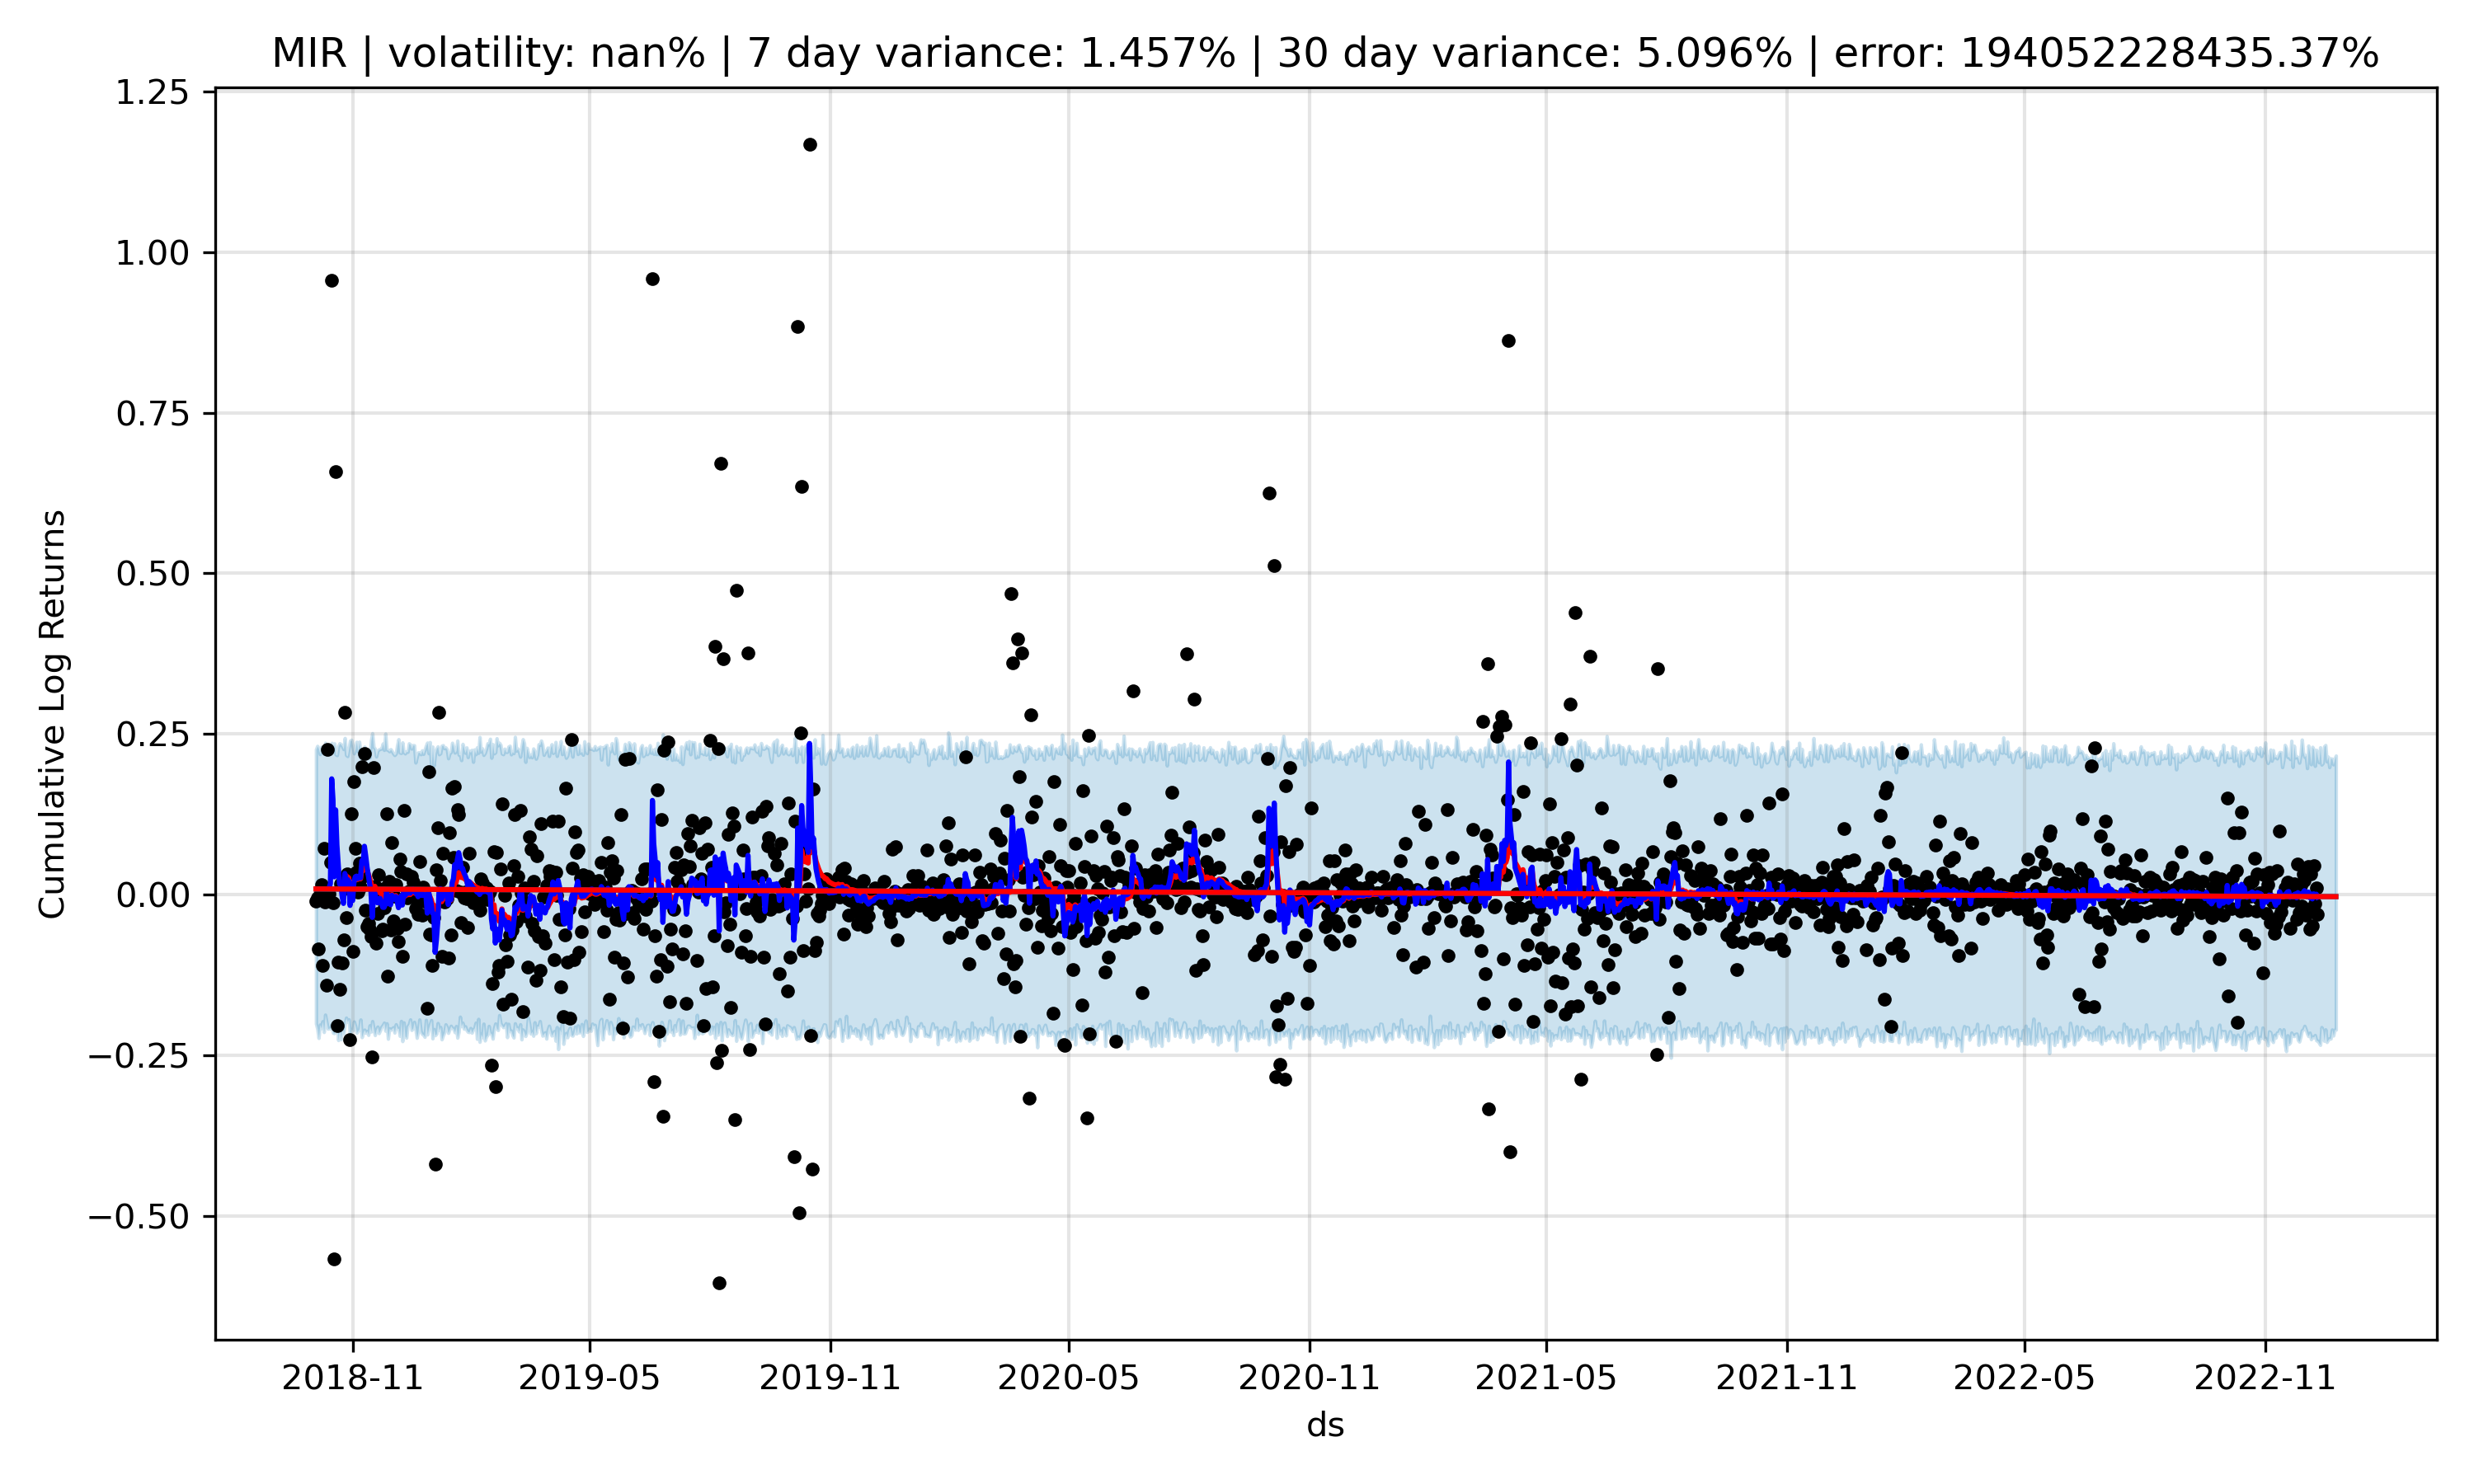 MIR | volatility: nan% | 7 day variance: 1.457% | 30 day variance: 5.096% | error: 194052228435.37%
1.25
1.00
0.75
0.50
0.25
0.00
−0.25
−0.50
Cumulative Log Returns
2018-11 2019-05 2019-11 2020-05 2020-11 2021-05 2021-11 2022-05 2022-11
ds